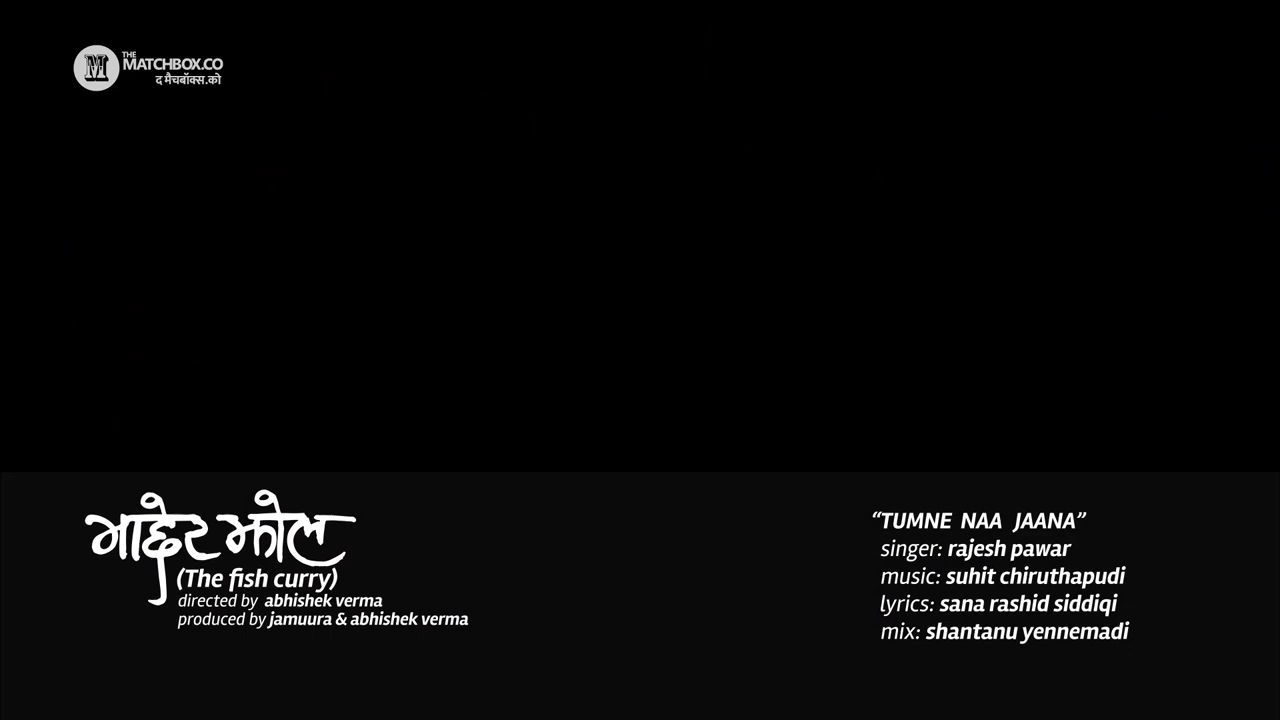 THE
MATCHBOX.CO
द मैचबॉक्स.को
माछेर झोल
(The fish curry)
directed by abhishek verma
produced by jamuura & abhishek verma
“TUMNE NAA JAANA”
singer: rajesh pawar
music: suhit chiruthapudi
lyrics: sana rashid siddiqi
mix: shantanu yennemadi